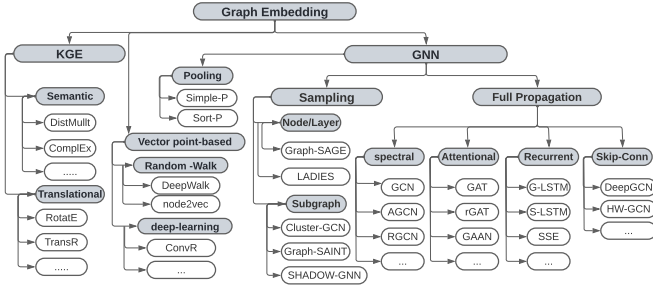 Graph Embedding
KGE
GNN
Pooling
Simple-P
Sort-P
Semantic
DistMullt
ComplEx
.....
Translational
RotatE
TransR
.....
Vector point-based
Random -Walk
DeepWalk
node2vec
deep-learning
ConvR
...
Sampling
Node/Layer
Graph-SAGE
LADIES
Subgraph
Cluster-GCN
Graph-SAINT
SHADOW-GNN
Full Propagation
spectral
GCN
AGCN
RGCN
...
Attentional
GAT
rGAT
GAAN
...
Recurrent
G-LSTM
S-LSTM
SSE
...
Skip-Conn
DeepGCN
HW-GCN
...